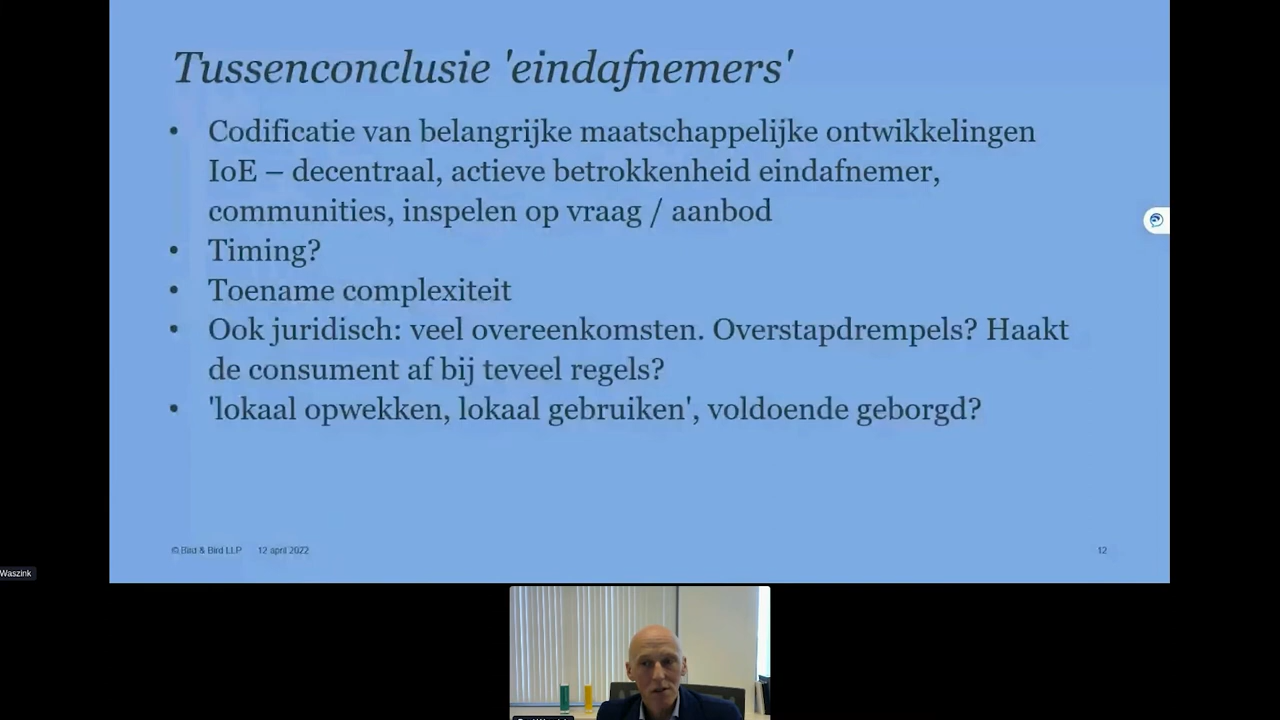 Tussenconclusie 'eindafnemers'
• Codificatie van belangrijke maatschappelijke ontwikkelingen
IoE – decentraal, actieve betrokkenheid eindafnemer,
communities, inspelen op vraag / aanbod
• Timing?
• Toename complexiteit
• Ook juridisch: veel overeenkomsten. Overstapdrempels? Haakt
de consument af bij teveel regels?
• 'lokaal opwekken, lokaal gebruiken', voldoende geborgd?
© Bird & Bird LLP 12 april 2022
12
Waszink